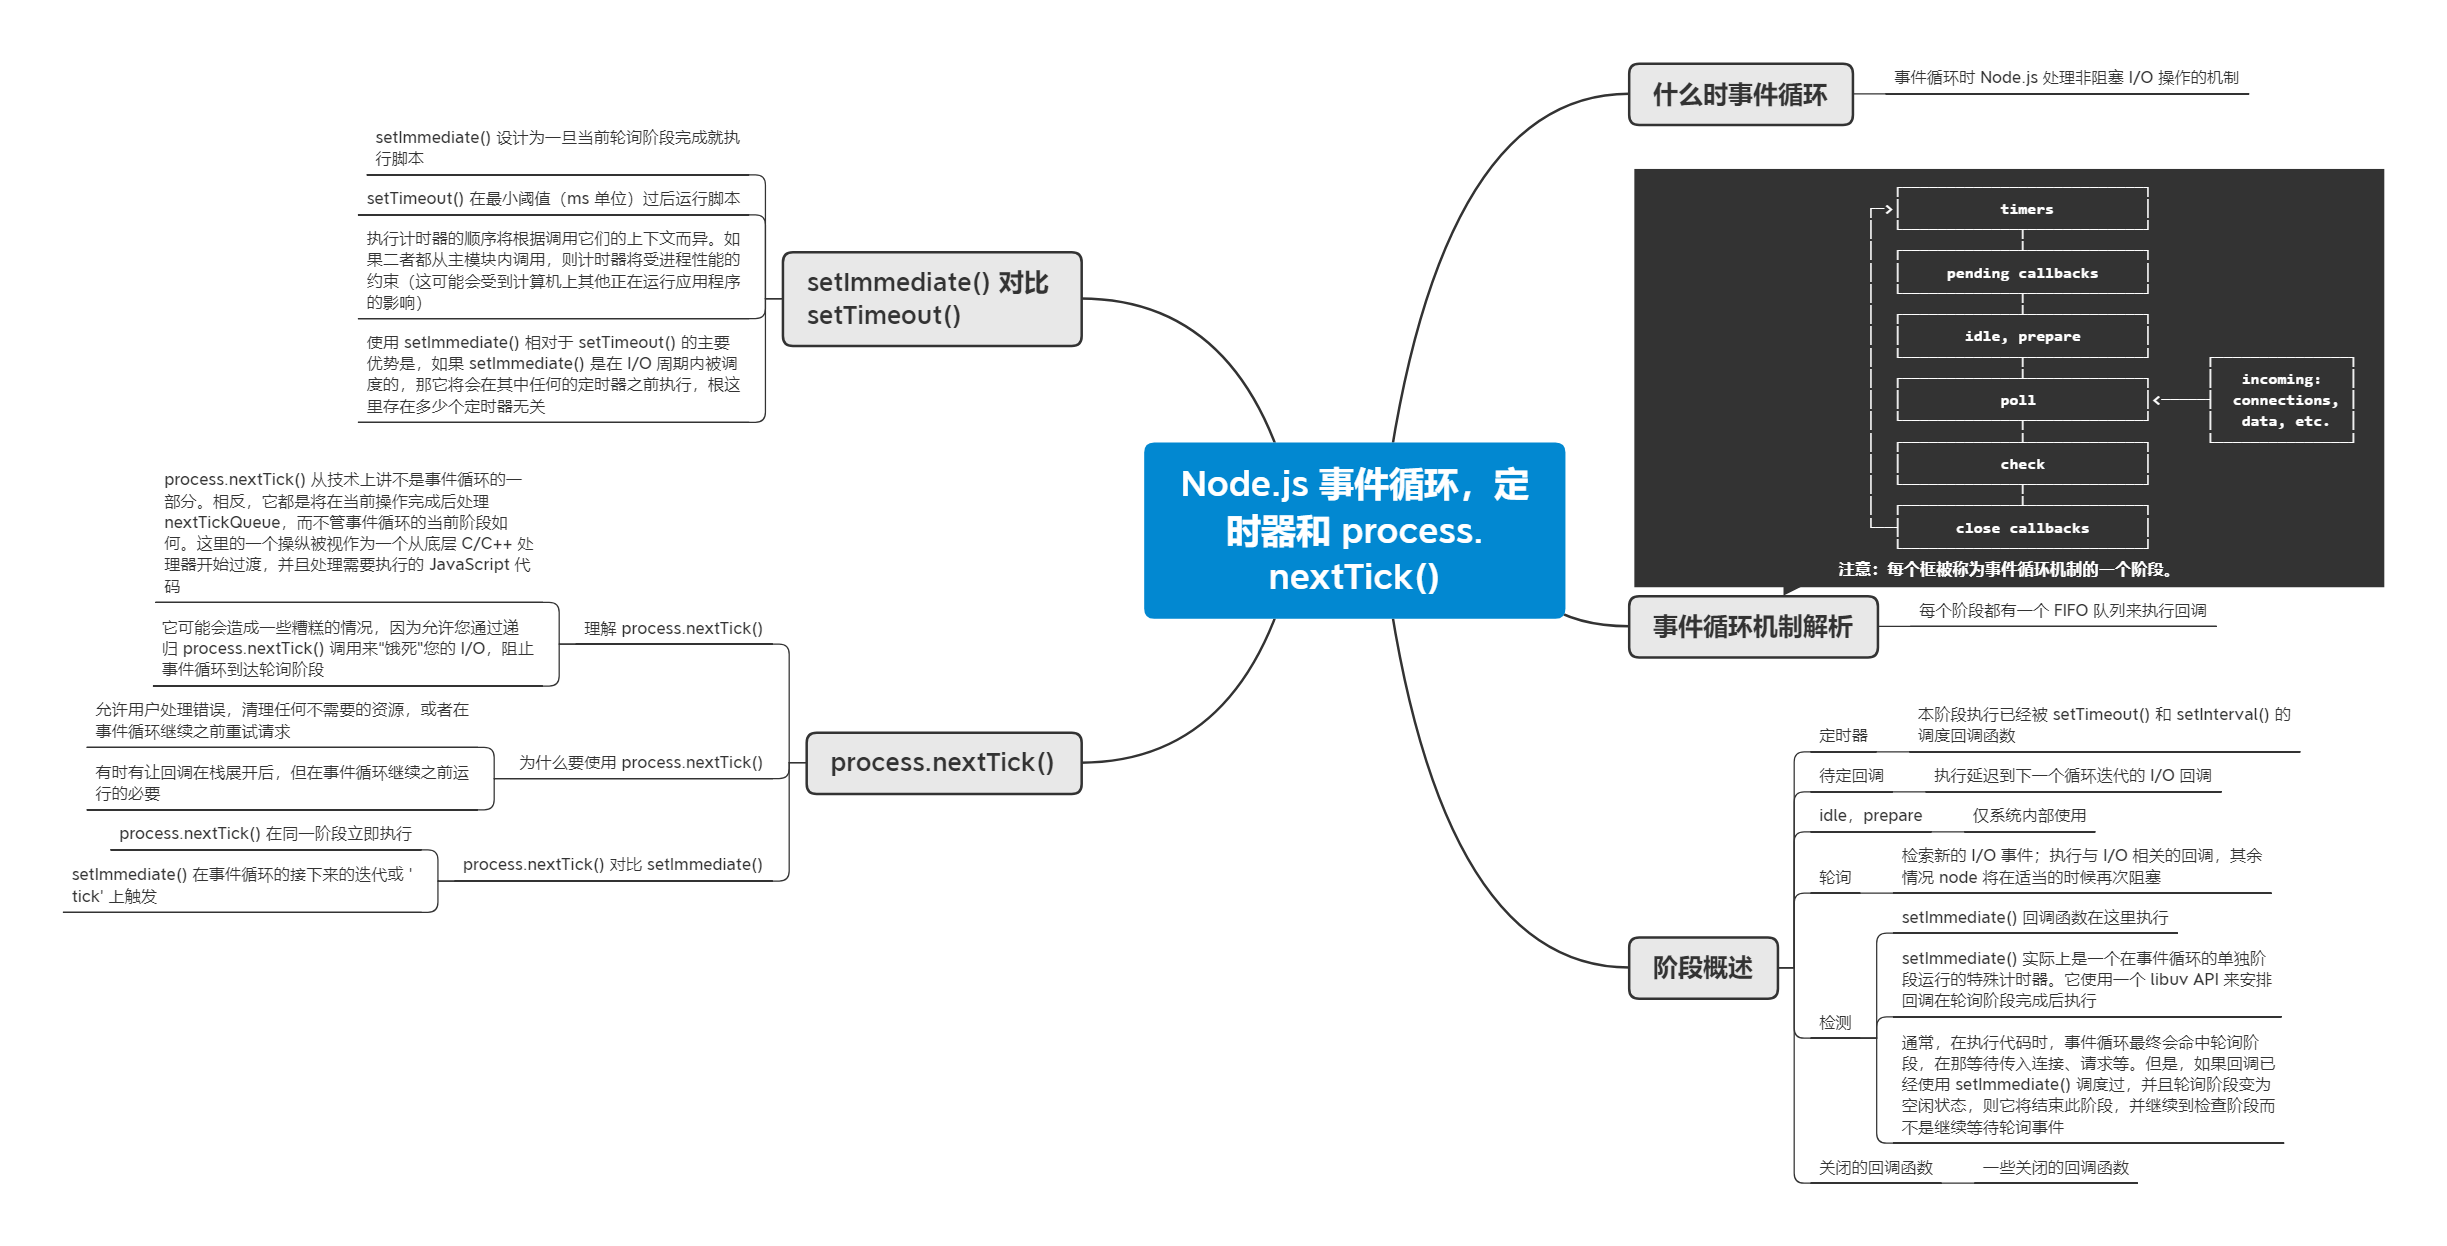 Node.js 事件循环，定
时器和 process.
nextTick()
什么时事件循环
事件循环时 Node.js 处理非阻塞 I/O 操作的机制
timers
pending callbacks
idle, prepare
poll
incoming:
connections,
data, etc.
check
close callbacks
注意：每个框被称为事件循环机制的一个阶段。
事件循环机制解析
每个阶段都有一个 FIFO 队列来执行回调
阶段概述
定时器
本阶段执行已经被 setTimeout() 和 setInterval() 的
调度回调函数
待定回调
执行延迟到下一个循环迭代的 I/O 回调
idle，prepare
仅系统内部使用
轮询
检索新的 I/O 事件；执行与 I/O 相关的回调，其余
情况 node 将在适当的时候再次阻塞
检测
setImmediate() 回调函数在这里执行
setImmediate() 实际上是一个在事件循环的单独阶
段运行的特殊计时器。它使用一个 libuv API 来安排
回调在轮询阶段完成后执行
通常，在执行代码时，事件循环最终会命中轮询阶
段，在那等待传入连接、请求等。但是，如果回调已
经使用 setImmediate() 调度过，并且轮询阶段变为
空闲状态，则它将结束此阶段，并继续到检查阶段而
不是继续等待轮询事件
关闭的回调函数
一些关闭的回调函数
setImmediate() 对比
setTimeout()
setImmediate() 设计为一旦当前轮询阶段完成就执
行脚本
setTimeout() 在最小阈值（ms 单位）过后运行脚本
执行计时器的顺序将根据调用它们的上下文而异。如
果二者都从主模块内调用，则计时器将受进程性能的
约束（这可能会受到计算机上其他正在运行应用程序
的影响）
使用 setImmediate() 相对于 setTimeout() 的主要
优势是，如果 setImmediate() 是在 I/O 周期内被调
度的，那它将会在其中任何的定时器之前执行，根这
里存在多少个定时器无关
process.nextTick()
理解 process.nextTick()
process.nextTick() 从技术上讲不是事件循环的一
部分。相反，它都是将在当前操作完成后处理
nextTickQueue，而不管事件循环的当前阶段如
何。这里的一个操纵被视作为一个从底层 C/C++ 处
理器开始过渡，并且处理需要执行的 JavaScript 代
码
它可能会造成一些糟糕的情况，因为允许您通过递
归 process.nextTick() 调用来"饿死"您的 I/O，阻止
事件循环到达轮询阶段
为什么要使用 process.nextTick()
允许用户处理错误，清理任何不需要的资源，或者在
事件循环继续之前重试请求
有时有让回调在栈展开后，但在事件循环继续之前运
行的必要
process.nextTick() 对比 setImmediate()
process.nextTick() 在同一阶段立即执行
setImmediate() 在事件循环的接下来的迭代或 '
tick' 上触发